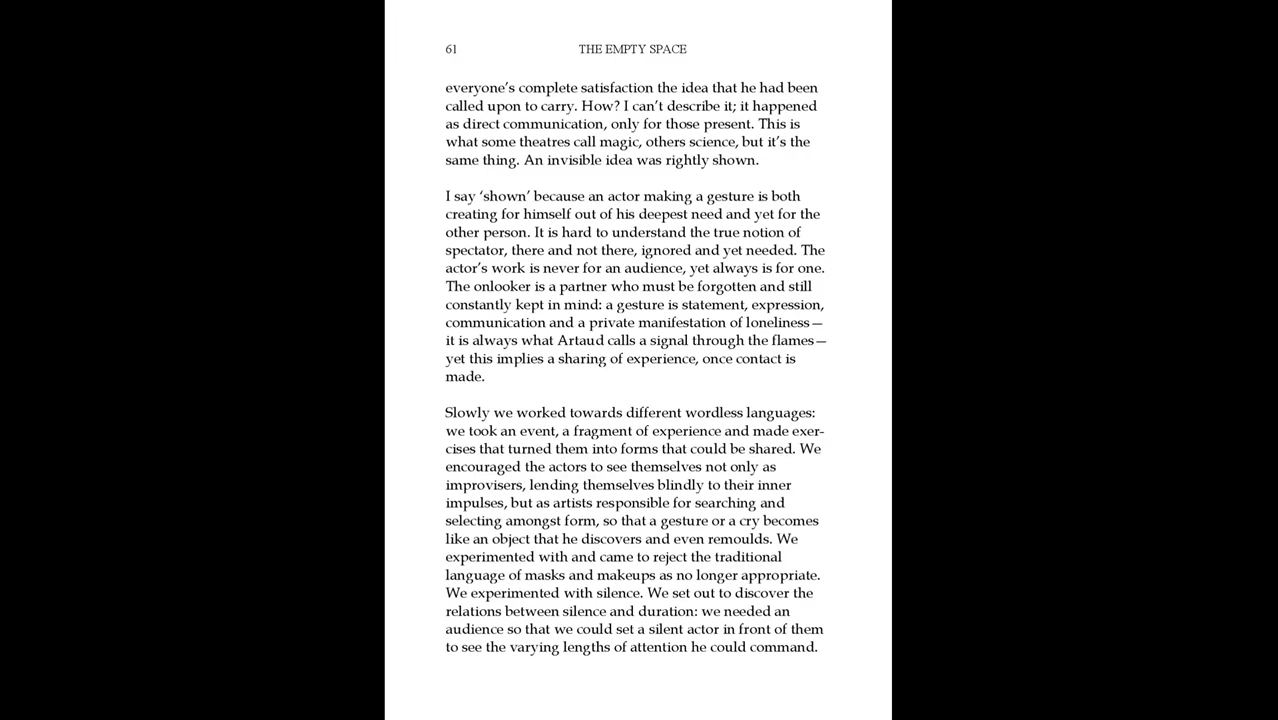 61 THE EMPTY SPACE
everyone’s complete satisfaction the idea that he had been
called upon to carry. How? I can’t describe it; it happened
as direct communication, only for those present. This is
what some theatres call magic, others science, but it’s the
same thing. An invisible idea was rightly shown.
I say ‘shown’ because an actor making a gesture is both
creating for himself out of his deepest need and yet for the
other person. It is hard to understand the true notion of
spectator, there and not there, ignored and yet needed. The
actor’s work is never for an audience, yet always is for one.
The onlooker is a partner who must be forgotten and still
constantly kept in mind: a gesture is statement, expression,
communication and a private manifestation of loneliness—
it is always what Artaud calls a signal through the flames—
yet this implies a sharing of experience, once contact is
made.
Slowly we worked towards different wordless languages:
we took an event, a fragment of experience and made exer-
cises that turned them into forms that could be shared. We
encouraged the actors to see themselves not only as
improvisers, lending themselves blindly to their inner
impulses, but as artists responsible for searching and
selecting amongst form, so that a gesture or a cry becomes
like an object that he discovers and even remoulds. We
experimented with and came to reject the traditional
language of masks and makeups as no longer appropriate.
We experimented with silence. We set out to discover the
relations between silence and duration: we needed an
audience so that we could set a silent actor in front of them
to see the varying lengths of attention he could command.